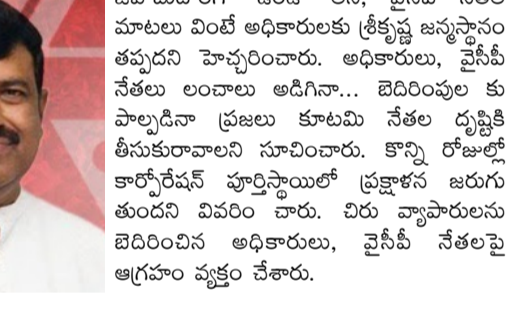 మాటలు వింటే అధికారులకు శ్రీకృష్ణ జన్మస్థానం
తప్పదని హెచ్చరించారు. అధికారులు, వైసీపీ
నేతలు లంచాలు అడిగినా... బెదిరింపుల కు
పాల్పడినా ప్రజలు కూటమి నేతల దృష్టికి
తీసుకురావాలని సూచించారు. కొన్ని రోజుల్లో
కార్పోరేషన్ పూర్తిస్థాయిలో ప్రక్షాళన జరుగు
తుందని వివరిం చారు. చిరు వ్యాపారులను
బెదిరించిన అధికారులు, వైసీపీ నేతలపై
ఆగ్రహం వ్యక్తం చేశారు.